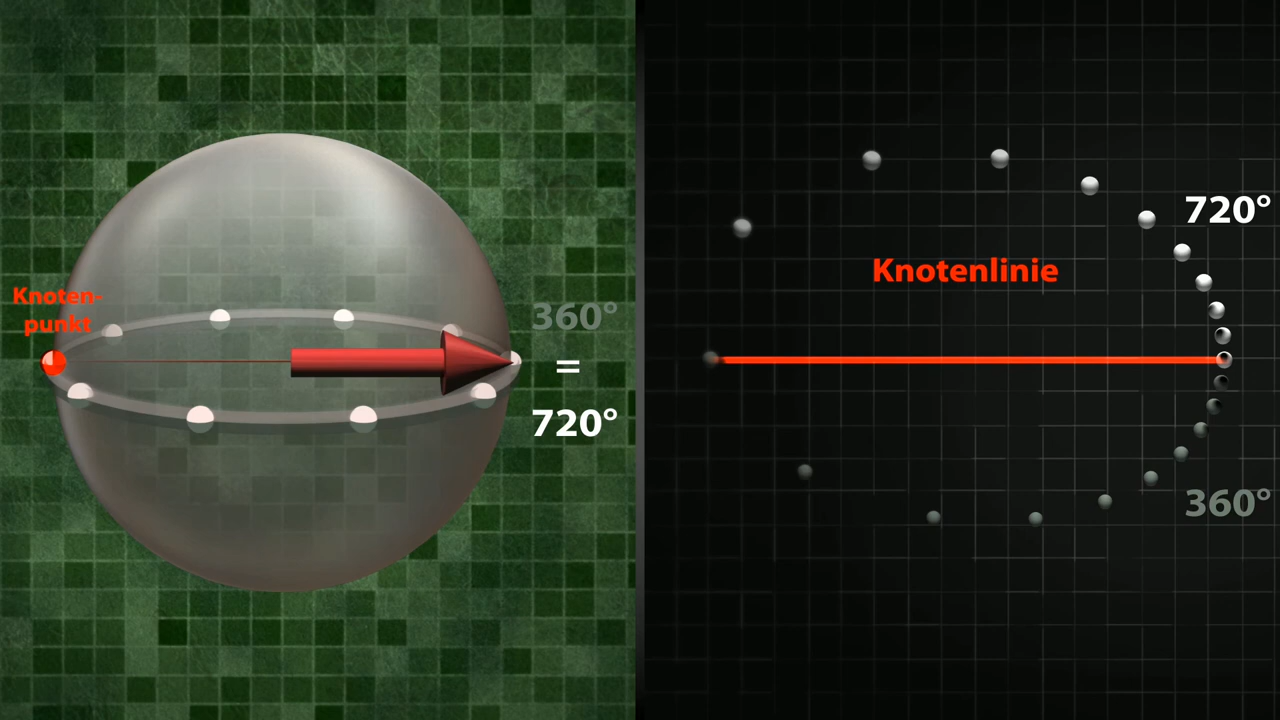 Knoten-
punkt
360°
=
720°
720°
Knotenlinie
360°